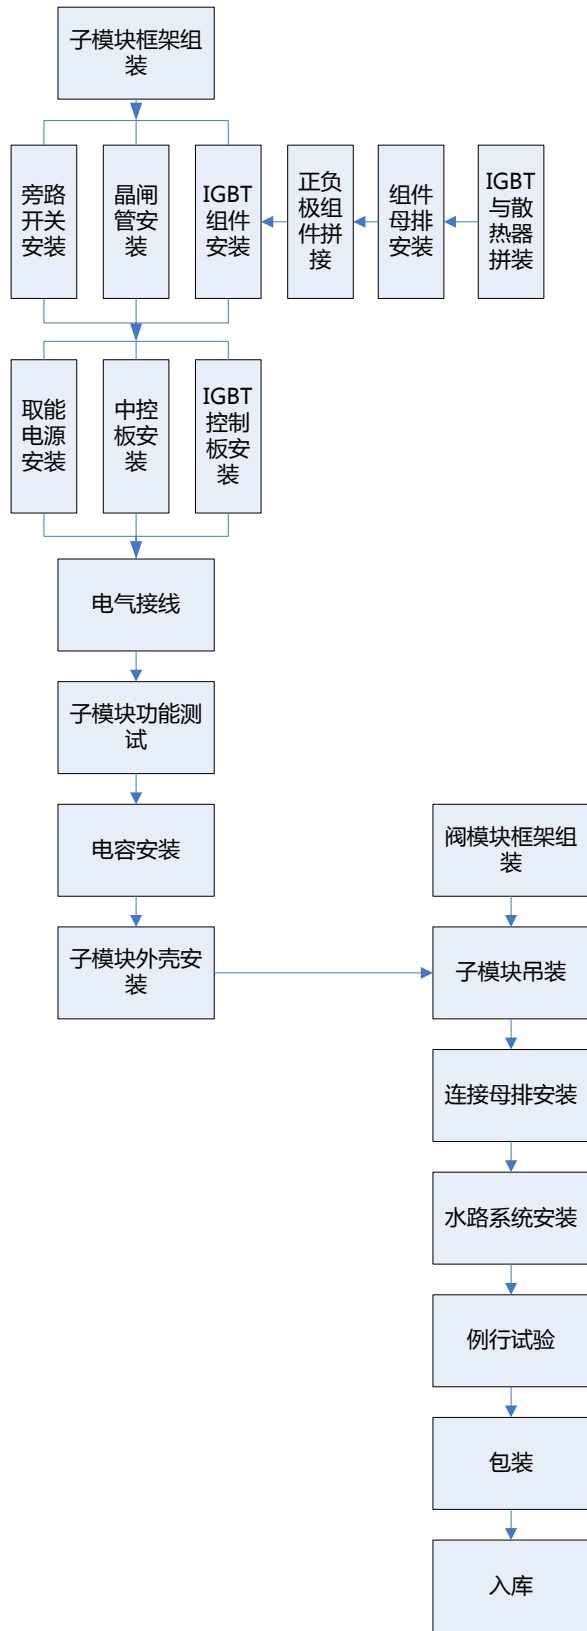 子模块框架组
装
旁路
开关
安装
晶闸
管安
装
IGBT
组件
安装
正负
极组
件拼
接
组件
母排
安装
IGBT
与散
热器
拼装
取能
电源
安装
中控
板安
装
IGBT
控制
板安
装
电气接线
子模块功能测
试
电容安装
阀模块框架组
装
子模块外壳安
装
子模块吊装
连接母排安装
水路系统安装
例行试验
包装
入库